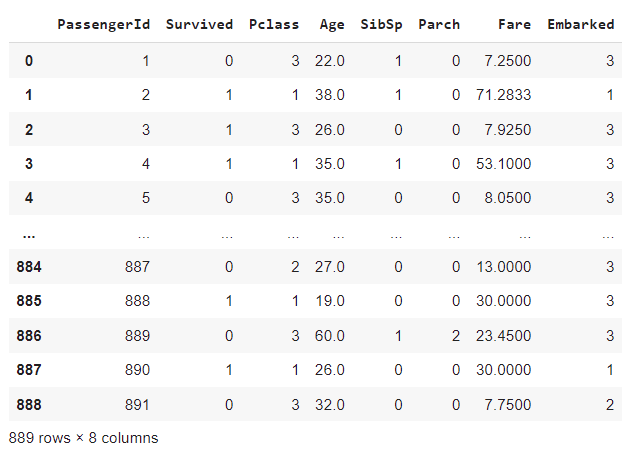 PassengerId Survived Pclass Age SibSp Parch Fare Embarked
0 1 0 3 22.0 1 0 7.2500 3
1 2 1 1 38.0 1 0 71.2833 1
2 3 1 3 26.0 0 0 7.9250 3
3 4 1 1 35.0 1 0 53.1000 3
4 5 0 3 35.0 0 0 8.0500 3
... ... ... ... ... ... ... ... ...
884 887 0 2 27.0 0 0 13.0000 3
885 888 1 1 19.0 0 0 30.0000 3
886 889 0 3 60.0 1 2 23.4500 3
887 890 1 1 26.0 0 0 30.0000 1
888 891 0 3 32.0 0 0 7.7500 2
889 rows × 8 columns